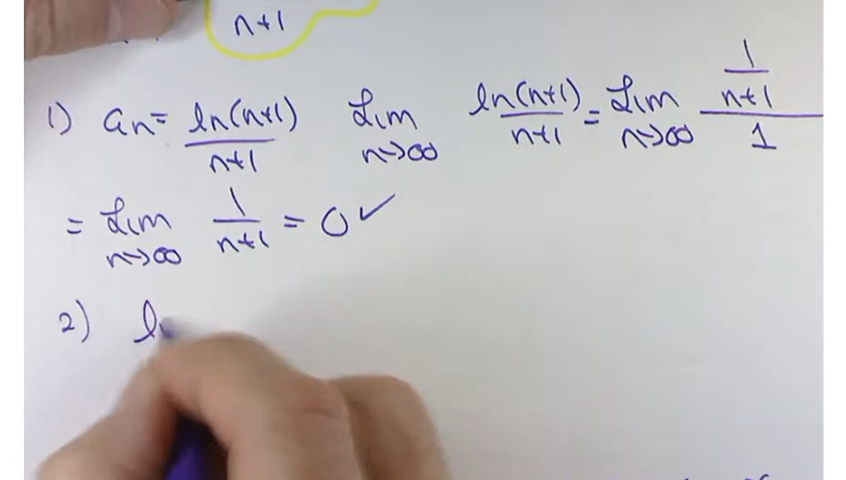 n+1
1) an= ln(n+1)/n+1 Lim n→∞ ln(n+1)/n+1 = Lim n→∞ 1/n+1/1
= Lim n→∞ 1/n+1 = 0 ✓
2) l